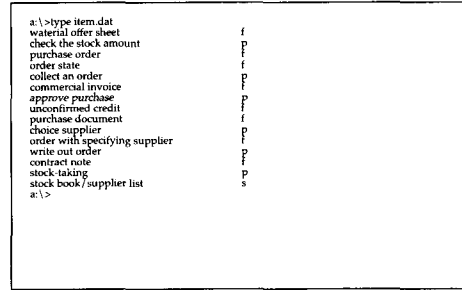 a:\>type item.dat
waterial offer sheet f
check the stock amount p
purchase order f
order state f
collect an order p
commercial invoice f
approve purchase p
unconfirmed credit f
purchase document f
choice supplier p
order with specifying supplier f
write out order p
contract note f
stock-taking p
stock book/supplier list s
a:\>